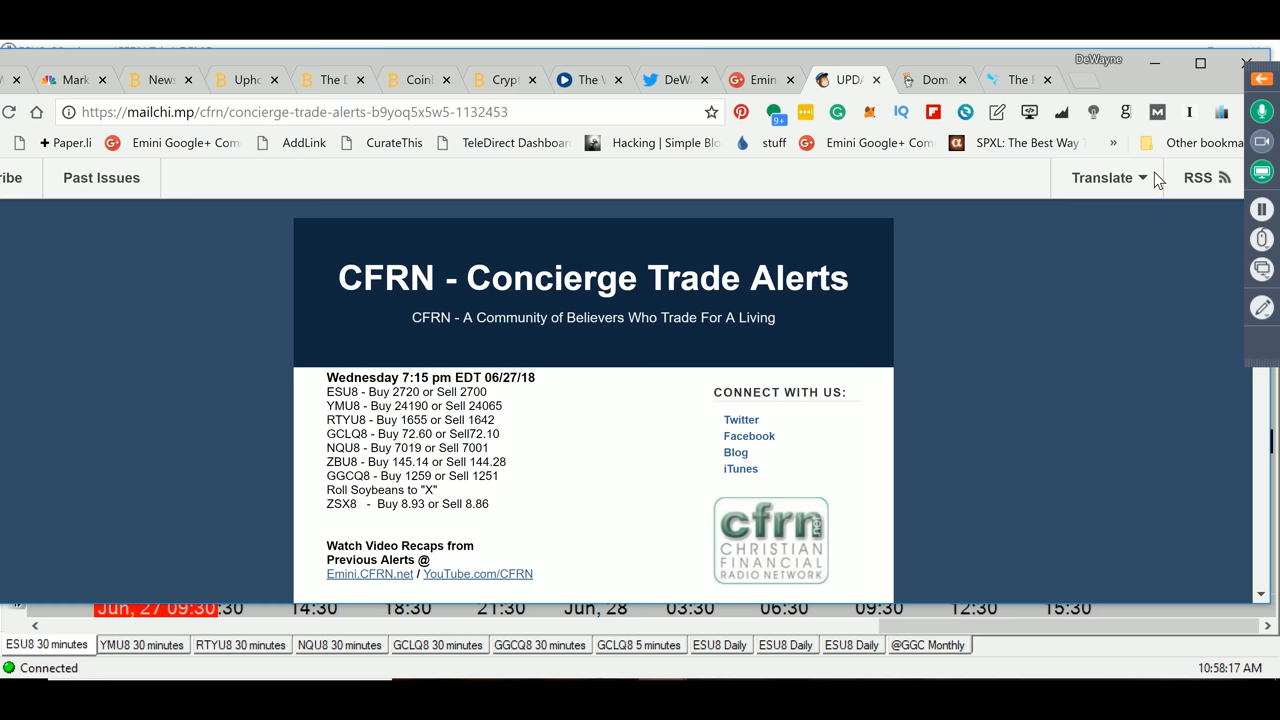 DeWayne
Mark
News
Upho
The D
Coinl
Crypt
The V
DeW
Emin
UPDA
Dom
The F
https://mailchi.mp/cfrn/concierge-trade-alerts-b9yoq5x5w5-1132453
9+
IQ
Paper.li
Emini Google+ Com
AddLink
CurateThis
TeleDirect Dashboar
Hacking | Simple Blo
stuff
Emini Google+ Com
SPXL: The Best Way T
»
Other bookma
ibe
Past Issues
Translate
RSS
CFRN - Concierge Trade Alerts
CFRN - A Community of Believers Who Trade For A Living
Wednesday 7:15 pm EDT 06/27/18
ESU8 - Buy 2720 or Sell 2700
YMU8 - Buy 24190 or Sell 24065
RTYU8 - Buy 1655 or Sell 1642
GCLQ8 - Buy 72.60 or Sell72.10
NQU8 - Buy 7019 or Sell 7001
ZBU8 - Buy 145.14 or Sell 144.28
GGCQ8 - Buy 1259 or Sell 1251
Roll Soybeans to "X"
ZSX8 - Buy 8.93 or Sell 8.86
Watch Video Recaps from
Previous Alerts @
Emini.CFRN.net / YouTube.com/CFRN
CONNECT WITH US:
Twitter
Facebook
Blog
iTunes
cfrn.net
CHRISTIAN
FINANCIAL
RADIO NETWORK
Jun, 27 09:30:30 14:30 18:30 21:30 Jun, 28 03:30 06:30 09:30 12:30 15:30
ESU8 30 minutes YMU8 30 minutes RTYU8 30 minutes NQU8 30 minutes GCLQ8 30 minutes GGCQ8 30 minutes GCLQ8 5 minutes ESU8 Daily ESU8 Daily ESU8 Daily @GGC Monthly
Connected 10:58:17 AM